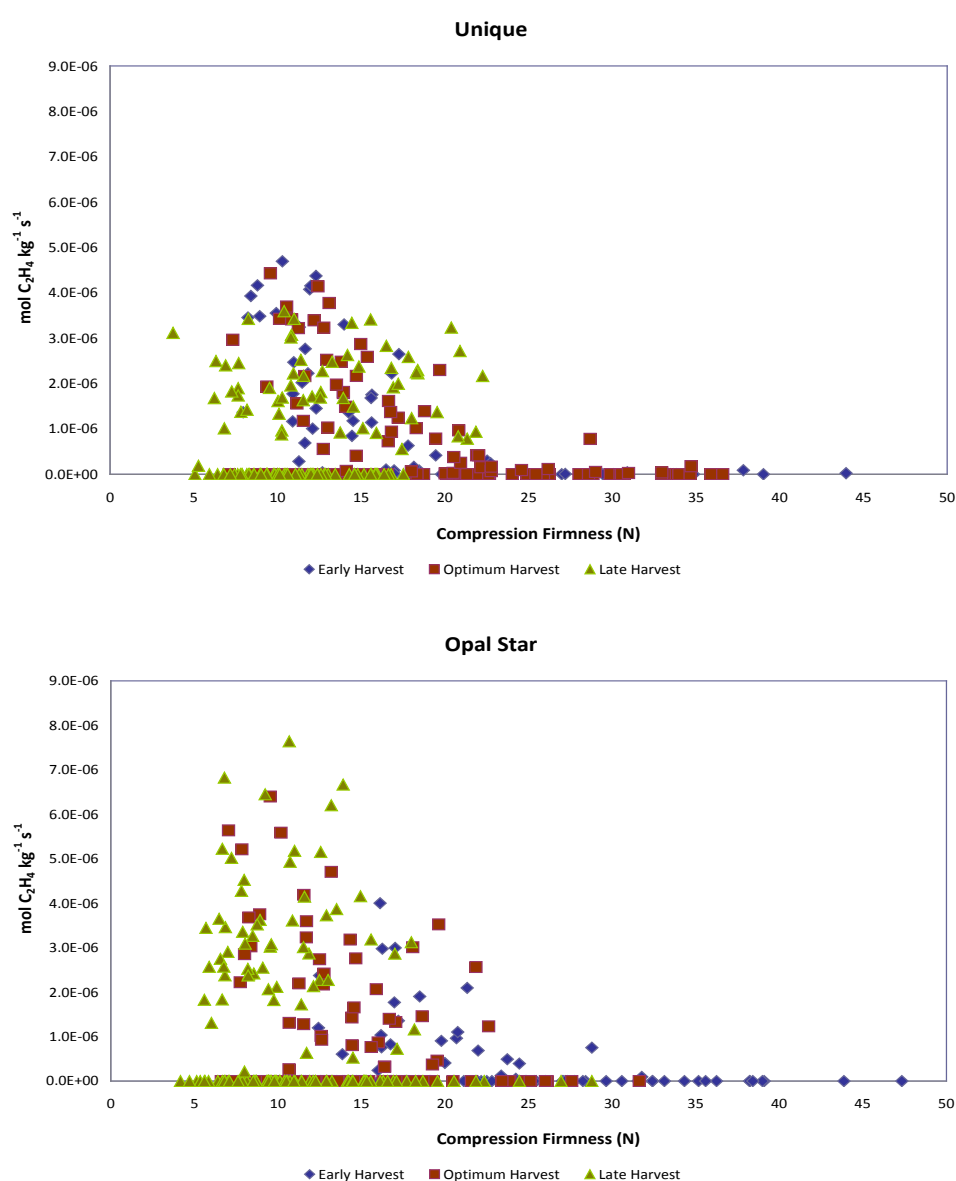 Unique
9.0E-06
8.0E-06
7.0E-06
6.0E-06
5.0E-06
4.0E-06
3.0E-06
2.0E-06
1.0E-06
0.0E+00
mol C₂H₄ kg⁻¹ s⁻¹
0 5 10 15 20 25 30 35 40 45 50
Compression Firmness (N)
Early Harvest Optimum Harvest Late Harvest
Opal Star
9.0E-06
8.0E-06
7.0E-06
6.0E-06
5.0E-06
4.0E-06
3.0E-06
2.0E-06
1.0E-06
0.0E+00
mol C₂H₄ kg⁻¹ s⁻¹
0 5 10 15 20 25 30 35 40 45 50
Compression Firmness (N)
Early Harvest Optimum Harvest Late Harvest